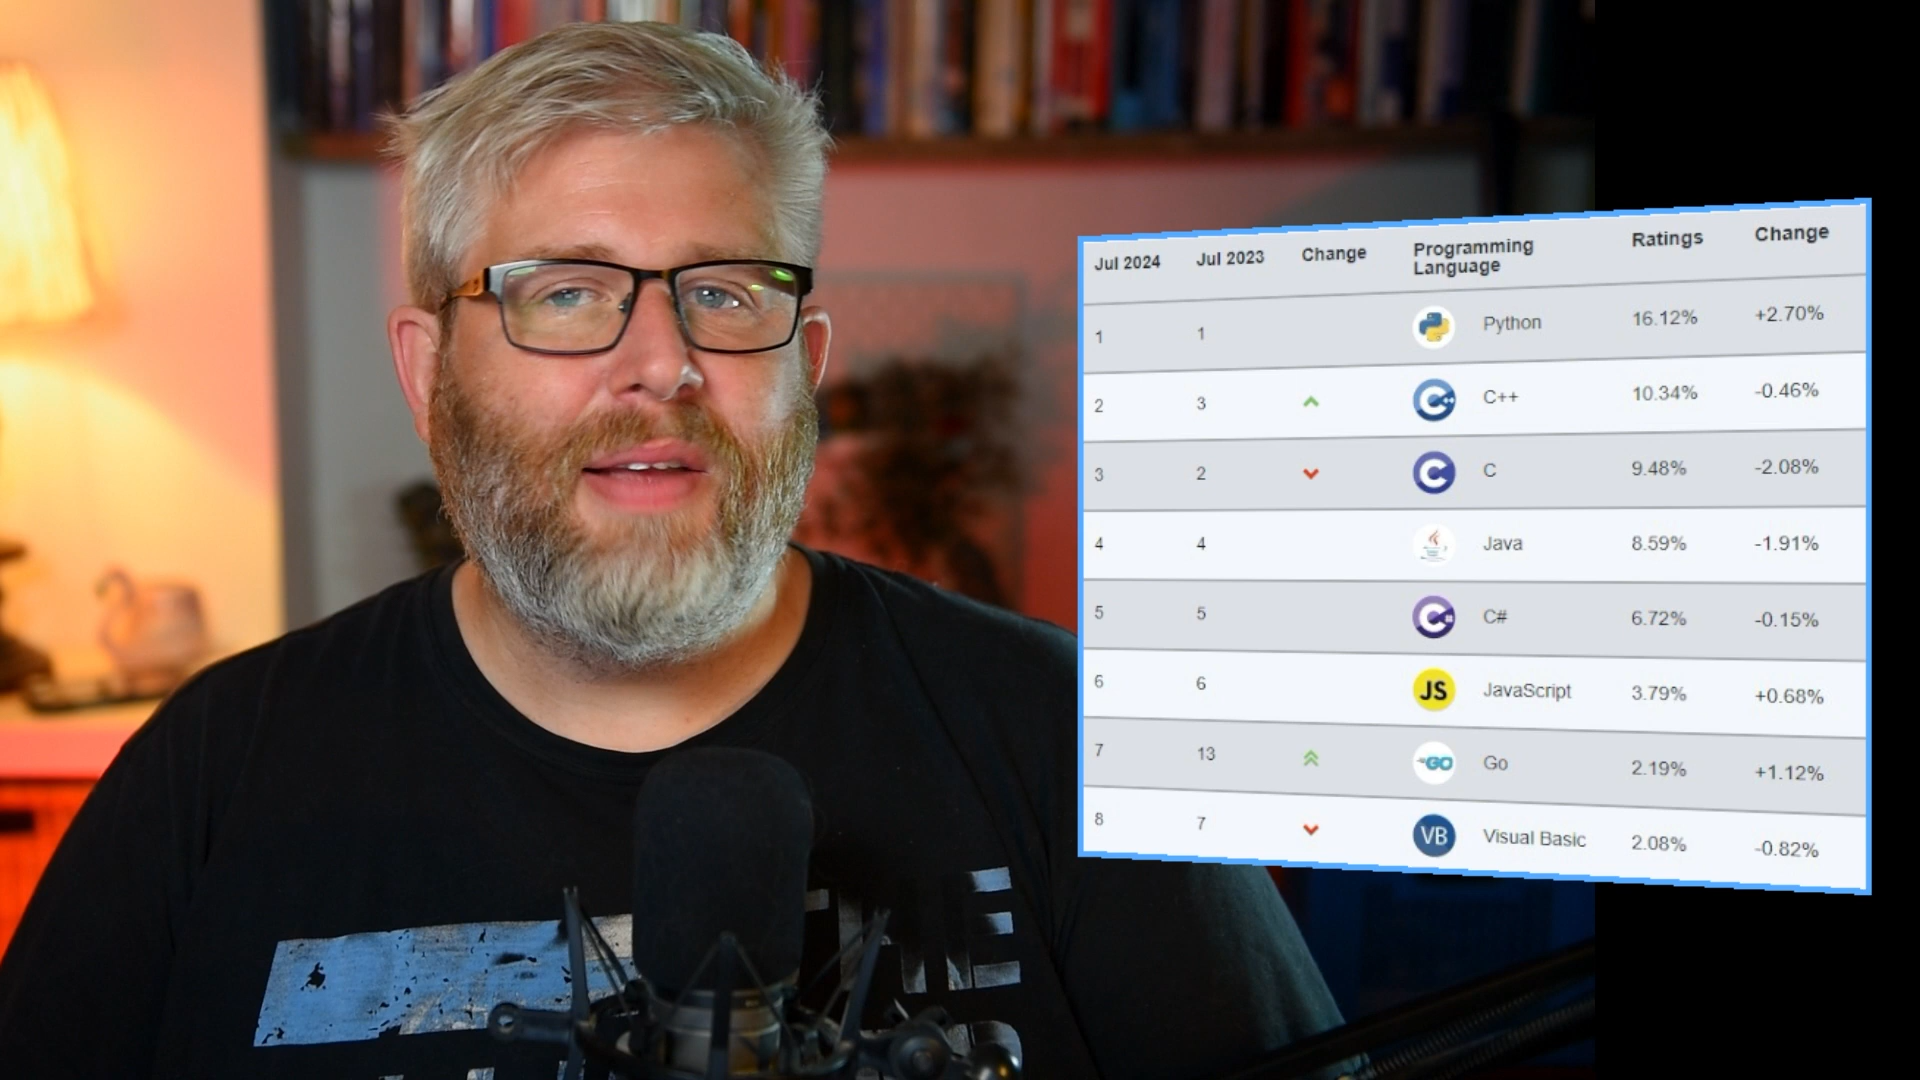 Jul 2024 Jul 2023 Change Programming Language Ratings Change
1 1 Python 16.12% +2.70%
2 3 C++ 10.34% -0.46%
3 2 C 9.48% -2.08%
4 4 Java 8.59% -1.91%
5 5 C# 6.72% -0.15%
6 6 JS JavaScript 3.79% +0.68%
7 13 GO Go 2.19% +1.12%
8 7 VB Visual Basic 2.08% -0.82%